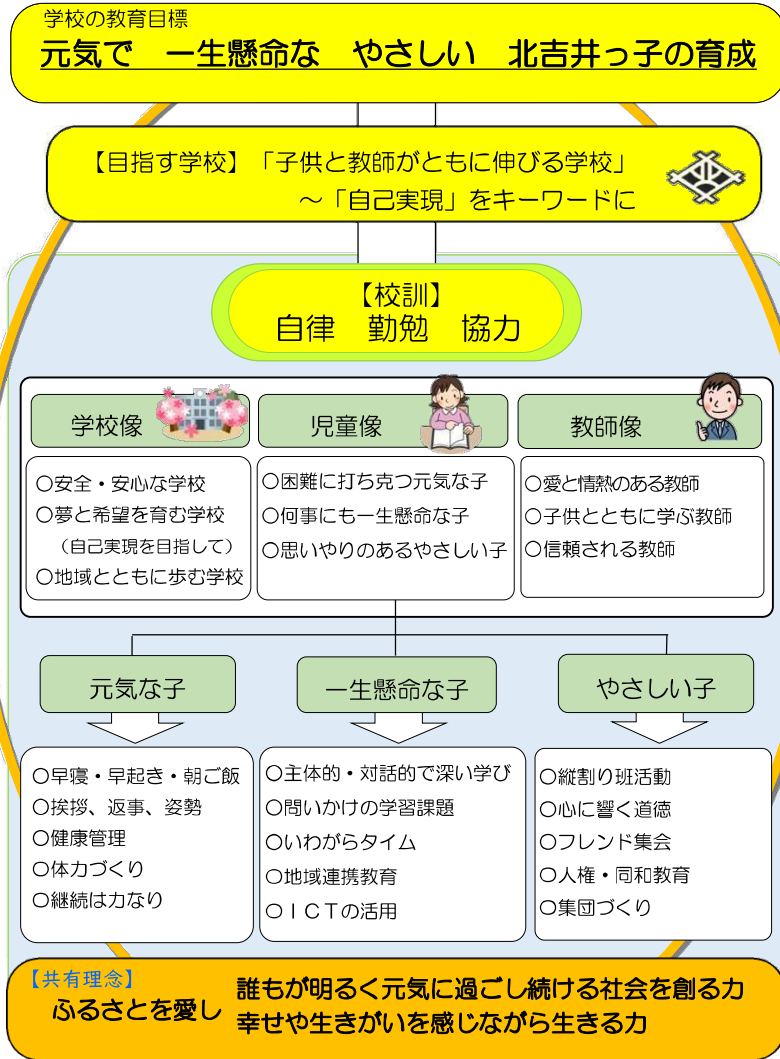 学校の教育目標
元気で　一生懸命な　やさしい　北吉井っ子の育成
【目指す学校】「子供と教師がともに伸びる学校」
～「自己実現」をキーワードに
【校訓】
自律　勤勉　協力
学校像
○安全・安心な学校
○夢と希望を育む学校
（自己実現を目指して）
○地域とともに歩む学校
児童像
○困難に打ち克つ元気な子
○何事にも一生懸命な子
○思いやりのあるやさしい子
教師像
○愛と情熱のある教師
○子供とともに学ぶ教師
○信頼される教師
元気な子
○早寝・早起き・朝ご飯
○挨拶、返事、姿勢
○健康管理
○体力づくり
○継続は力なり
一生懸命な子
○主体的・対話的で深い学び
○問いかけの学習課題
○いわがらタイム
○地域連携教育
○ＩＣＴの活用
やさしい子
○縦割り班活動
○心に響く道徳
○フレンド集会
○人権・同和教育
○集団づくり
【共有理念】
ふるさとを愛し
誰もが明るく元気に過ごし続ける社会を創る力
幸せや生きがいを感じながら生きる力